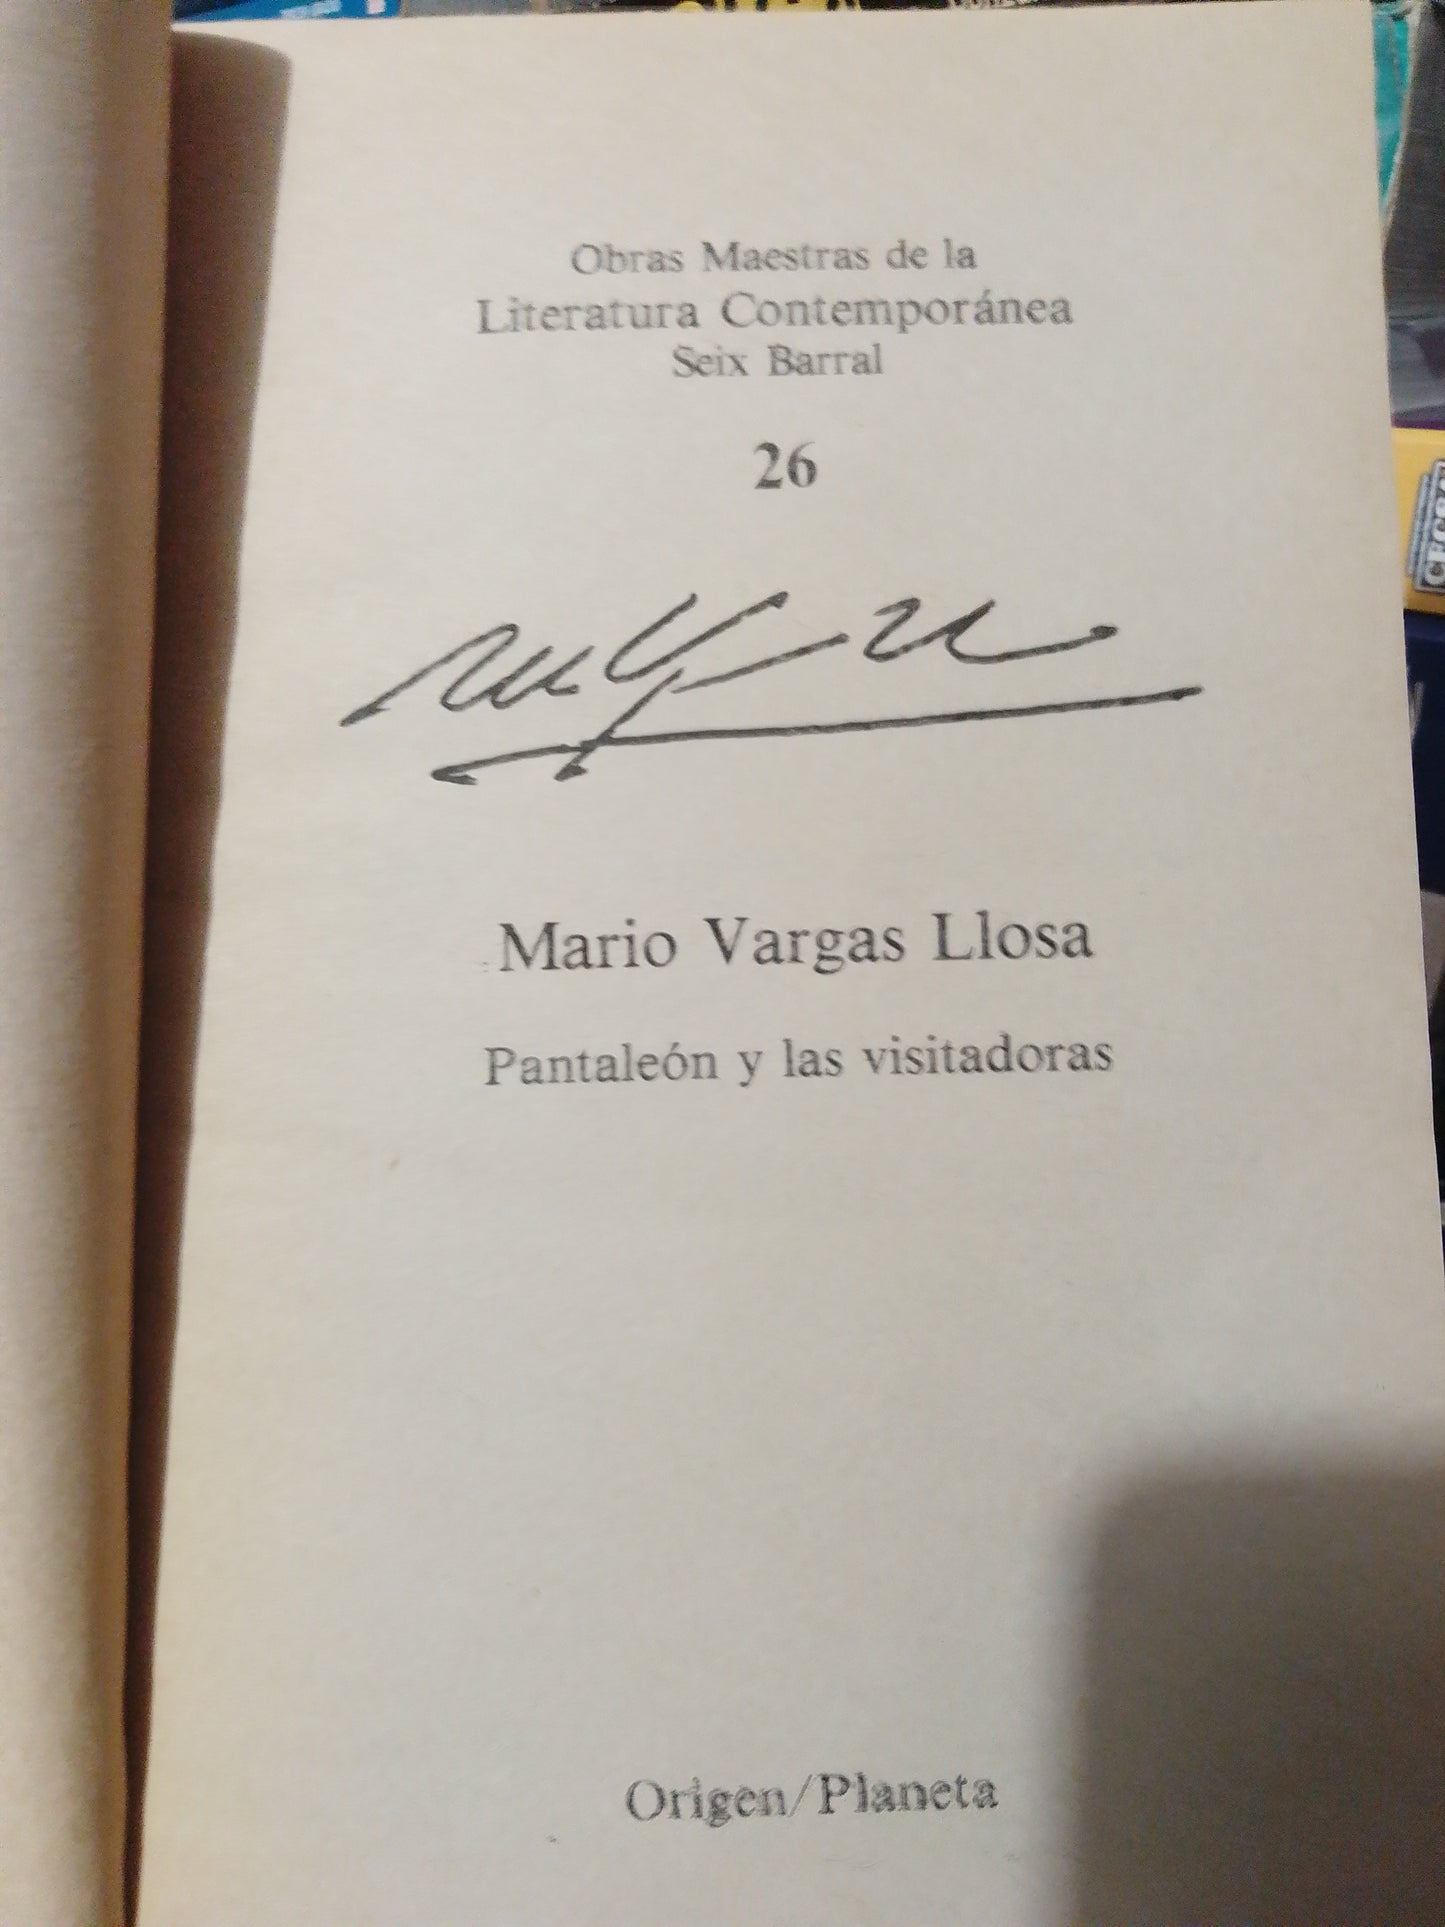 Obras Maestras de la
Literatura Contemporánea
Seix Barral
26
Mario Vargas Llosa
Pantaleón y las visitadoras
Origen/Planeta